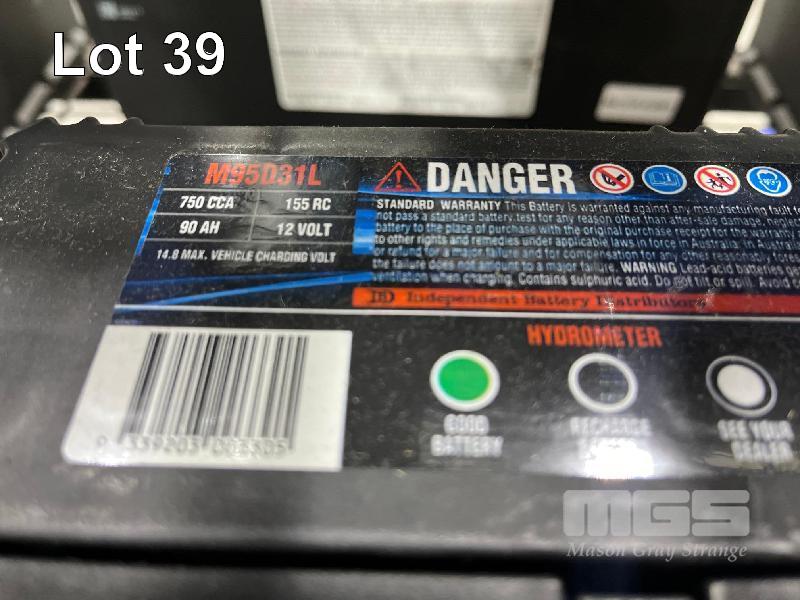 Lot 39
M95D31L
750 CCA 155 RC
90 AH 12 VOLT
14.8 MAX. VEHICLE CHARGING VOLT
DANGER
STANDARD WARRANTY This Battery is warranted against any manufacturing fault
not pass a standard battery test for any reason other than after-sale damage,
battery to the place of purchase with the original purchase receipt for the warranty
to other rights and remedies under applicable laws in force in Australia. In Austral
or refund for a major failure and for compensation for any other reasonably
the failure does not amount to a major failure. WARNING Lead-acid batteries
ventilation when charging. Contains sulphuric acid. Do not tilt or spill. Avoid
IBD Independent Battery Distributors
HYDROMETER
GOOD
BATTERY
RECHARGE
SEE YOUR
DEALER
MGS
Mason Gray Strange